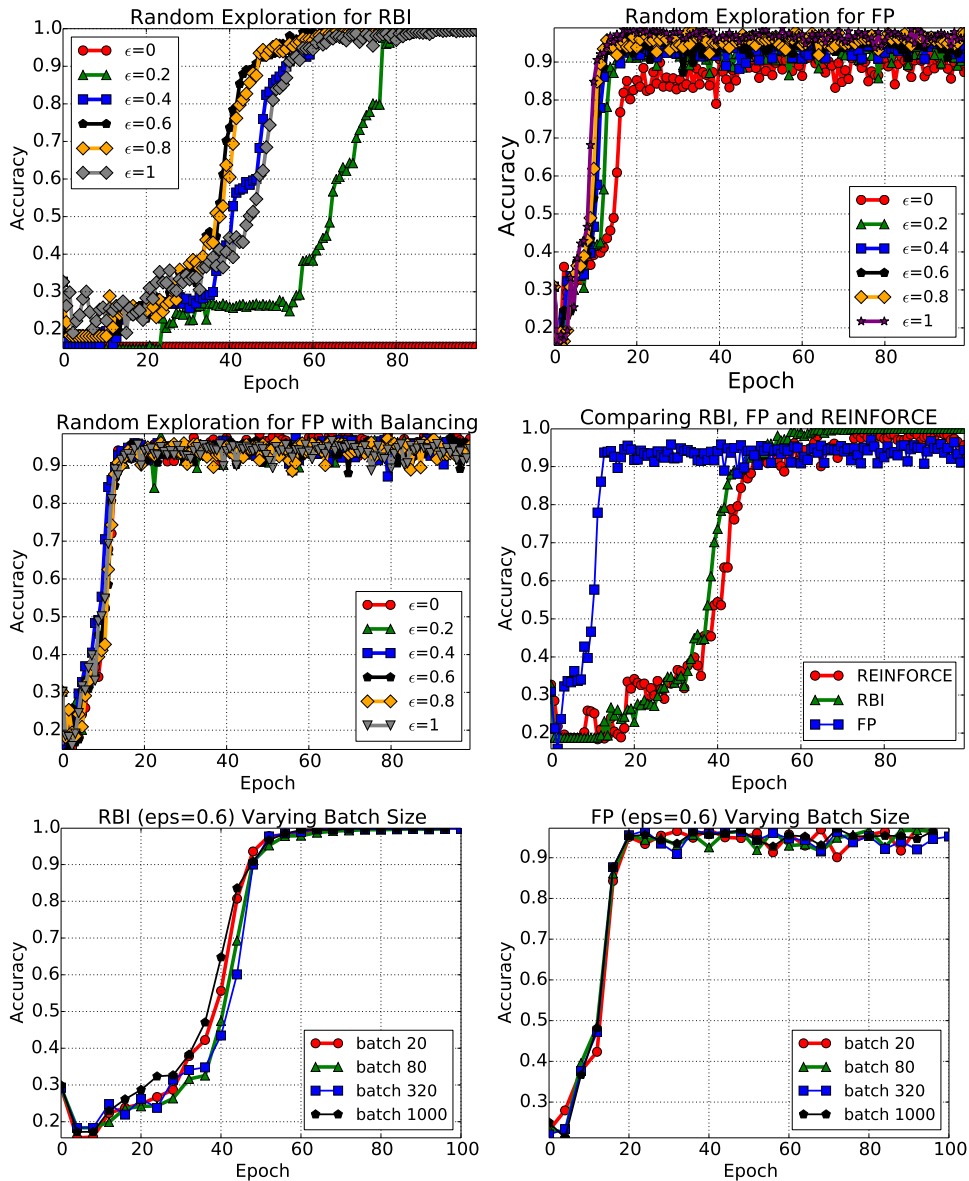 Random Exploration for RBI
Accuracy
1.0
0.9
0.8
0.7
0.6
0.5
0.4
0.3
0.2
ϵ=0
ϵ=0.2
ϵ=0.4
ϵ=0.6
ϵ=0.8
ϵ=1
0 20 40 60 80
Epoch
Random Exploration for FP
Accuracy
0.9
0.8
0.7
0.6
0.5
0.4
0.3
0.2
ϵ=0
ϵ=0.2
ϵ=0.4
ϵ=0.6
ϵ=0.8
ϵ=1
0 20 40 60 80
Epoch
Random Exploration for FP with Balancing
Accuracy
0.9
0.8
0.7
0.6
0.5
0.4
0.3
0.2
ϵ=0
ϵ=0.2
ϵ=0.4
ϵ=0.6
ϵ=0.8
ϵ=1
0 20 40 60 80
Epoch
Comparing RBI, FP and REINFORCE
Accuracy
1.0
0.9
0.8
0.7
0.6
0.5
0.4
0.3
0.2
REINFORCE
RBI
FP
0 20 40 60 80
Epoch
RBI (eps=0.6) Varying Batch Size
Accuracy
1.0
0.9
0.8
0.7
0.6
0.5
0.4
0.3
0.2
batch 20
batch 80
batch 320
batch 1000
0 20 40 60 80 100
Epoch
FP (eps=0.6) Varying Batch Size
Accuracy
0.9
0.8
0.7
0.6
0.5
0.4
0.3
batch 20
batch 80
batch 320
batch 1000
0 20 40 60 80 100
Epoch